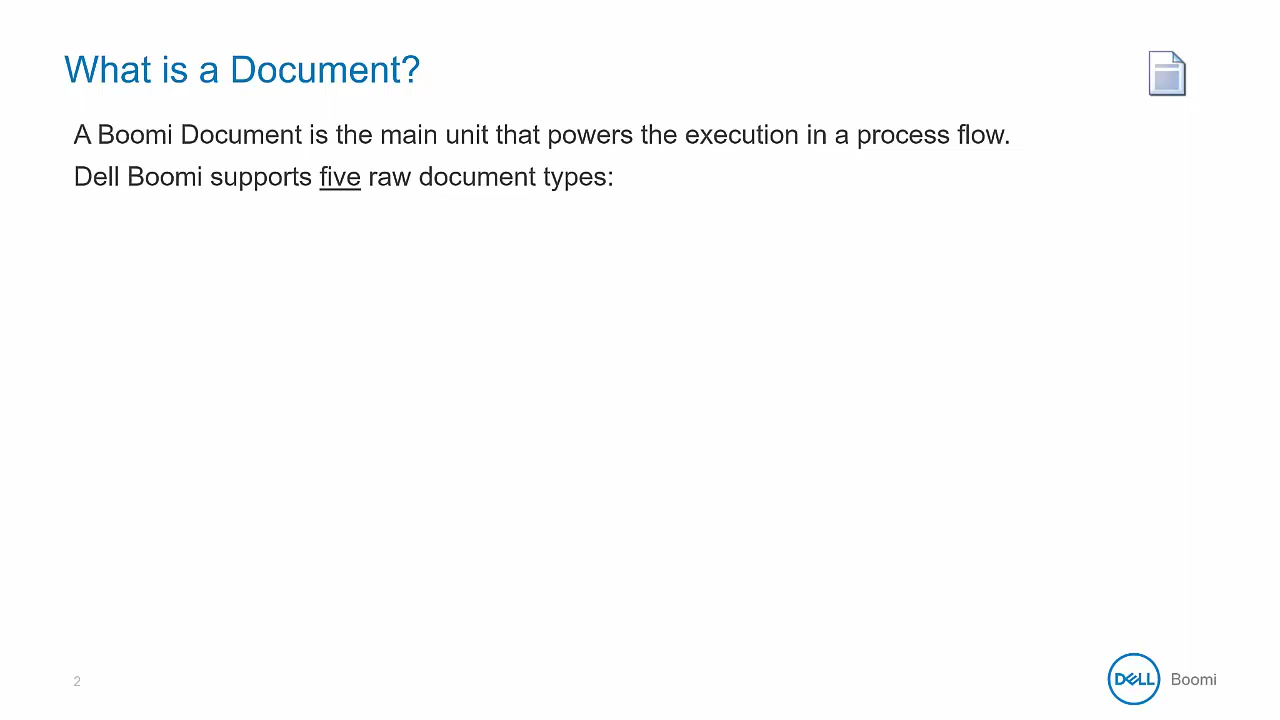 What is a Document?
A Boomi Document is the main unit that powers the execution in a process flow.
Dell Boomi supports five raw document types:
2
DELL Boomi